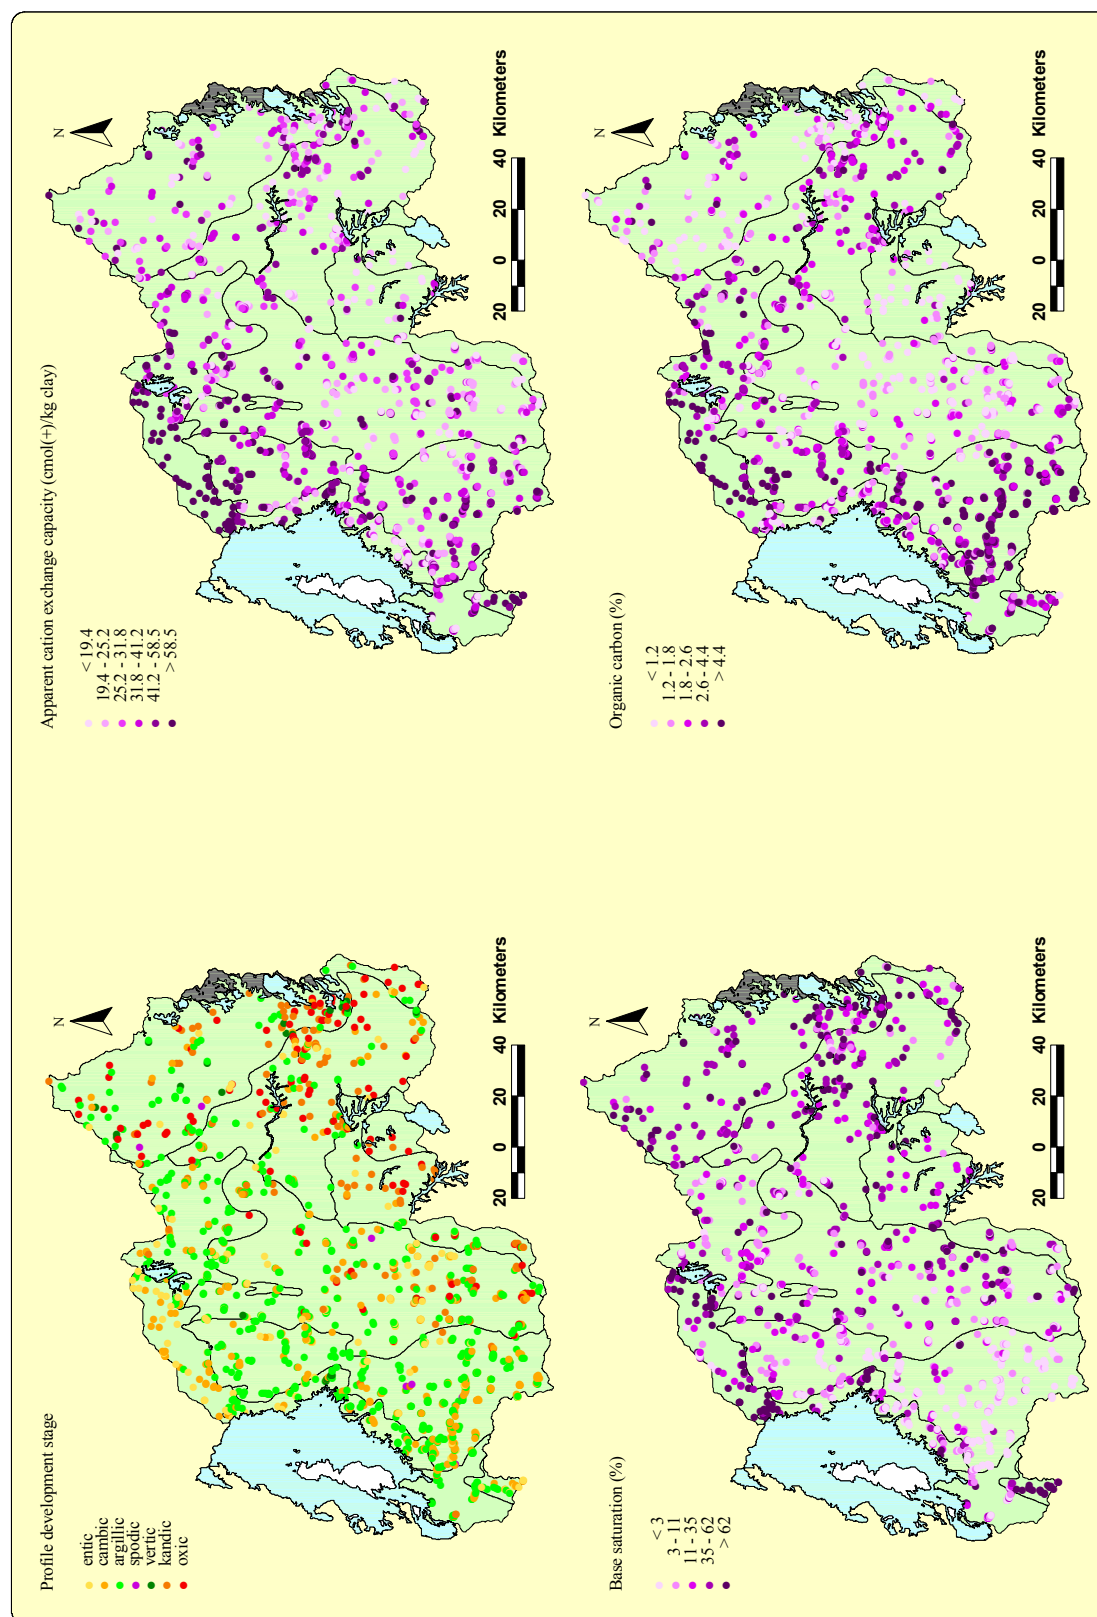 Profile development stage
entic
cambic
argillic
spodic
vertic
kandic
oxic
N
20 0 20 40 Kilometers
Apparent cation exchange capacity (cmol(+)/kg clay)
< 19.4
19.4 - 25.2
25.2 - 31.8
31.8 - 41.2
41.2 - 58.5
> 58.5
N
20 0 20 40 Kilometers
Base saturation (%)
< 3
3 - 11
11 - 35
35 - 62
> 62
N
20 0 20 40 Kilometers
Organic carbon (%)
< 1.2
1.2 - 1.8
1.8 - 2.6
2.6 - 4.4
> 4.4
N
20 0 20 40 Kilometers